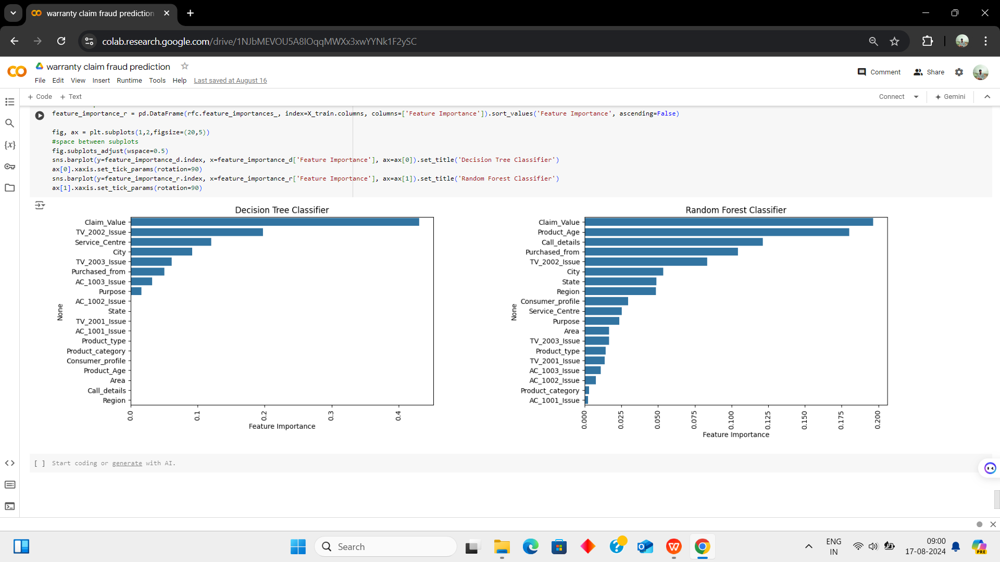 warranty claim fraud prediction
colab.research.google.com/drive/1NJbMEVOU5A8IOqqMWXx3xwYYNk1F2ySC
warranty claim fraud prediction
Comment
Share
File Edit View Insert Runtime Tools Help Last saved at August 16
+ Code + Text
Connect
Gemini
feature_importance_r = pd.DataFrame(rfc.feature_importances_, index=X_train.columns, columns=['Feature Importance']).sort_values('Feature Importance', ascending=False)
fig, ax = plt.subplots(1,2,figsize=(20,5))
#space between subplots
fig.subplots_adjust(wspace=0.5)
sns.barplot(y=feature_importance_d.index, x=feature_importance_d['Feature Importance'], ax=ax[0]).set_title('Decision Tree Classifier')
ax[0].xaxis.set_tick_params(rotation=90)
sns.barplot(y=feature_importance_r.index, x=feature_importance_r['Feature Importance'], ax=ax[1]).set_title('Random Forest Classifier')
ax[1].xaxis.set_tick_params(rotation=90)
{x}
Decision Tree Classifier
Claim_Value
TV_2002_Issue
Service_Centre
City
TV_2003_Issue
Purchased_from
AC_1003_Issue
Purpose
AC_1002_Issue
State
TV_2001_Issue
AC_1001_Issue
Product_type
Product_category
Consumer_profile
Product_Age
Area
Call_details
Region
None
0.0 0.1 0.2 0.3 0.4
Feature Importance
Random Forest Classifier
Claim_Value
Product_Age
Call_details
Purchased_from
TV_2002_Issue
City
State
Region
Consumer_profile
Service_Centre
Purpose
Area
TV_2003_Issue
Product_type
TV_2001_Issue
AC_1003_Issue
AC_1002_Issue
Product_category
AC_1001_Issue
None
0.000 0.025 0.050 0.075 0.100 0.125 0.150 0.175 0.200
Feature Importance
[ ] Start coding or generate with AI.
Search
ENG
IN
09:00
17-08-2024
PRE